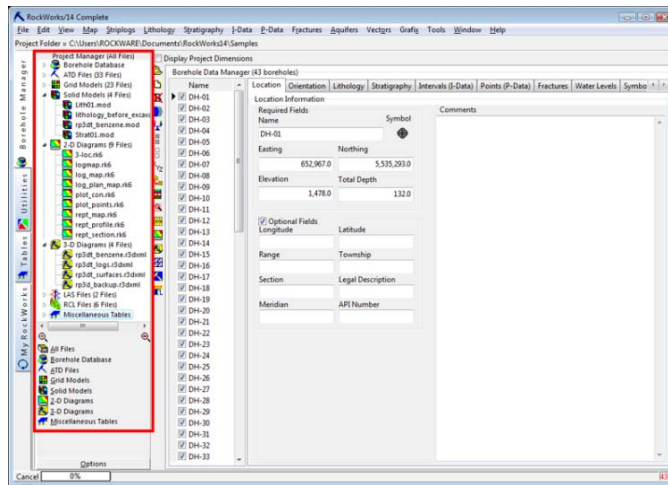 RockWorks/14 Complete
File Edit View Map Striplogs Lithology Stratigraphy I-Data P-Data Fractures Aquifers Vectors Grafix Tools Window Help
Project Folder = C:\Users\ROCKWARE\Documents\RockWorks14\Samples
Borehole Manager
Utilities
Tables
My RockWorks
Project Manager (All Files)
Borehole Database
ATD Files (33 Files)
Grid Models (23 Files)
Solid Models (4 Files)
Lith01.mod
lithology_before_excava
rp3dt_benzene.mod
Strat01.mod
2-D Diagrams (9 Files)
3-loc.rk6
logmap.rk6
log_map.rk6
log_plan_map.rk6
plot_con.rk6
plot_points.rk6
rept_map.rk6
rept_profile.rk6
rept_section.rk6
3-D Diagrams (4 Files)
rp3dt_benzene.r3dxml
rp3dt_logs.r3dxml
rp3dt_surfaces.r3dxml
rp3d_backup.r3dxml
LAS Files (2 Files)
RCL Files (6 Files)
Miscellaneous Tables
All Files
Borehole Database
ATD Files
Grid Models
Solid Models
2-D Diagrams
3-D Diagrams
Miscellaneous Tables
Options
Cancel 0%
Display Project Dimensions
Borehole Data Manager (43 boreholes)
Name
DH-01
DH-02
DH-03
DH-04
DH-05
DH-06
DH-07
DH-08
DH-09
DH-10
DH-11
DH-12
DH-13
DH-14
DH-15
DH-16
DH-17
DH-18
DH-19
DH-20
DH-21
DH-22
DH-23
DH-24
DH-25
DH-26
DH-27
DH-28
DH-29
DH-30
DH-31
DH-32
DH-33
Location Orientation Lithology Stratigraphy Intervals (I-Data) Points (P-Data) Fractures Water Levels Symbo
Location Information
Required Fields
Name Symbol
DH-01
Easting Northing
652,967.0 5,535,293.0
Elevation Total Depth
1,478.0 132.0
Optional Fields
Longitude Latitude
Range Township
Section Legal Description
Meridian API Number
Comments